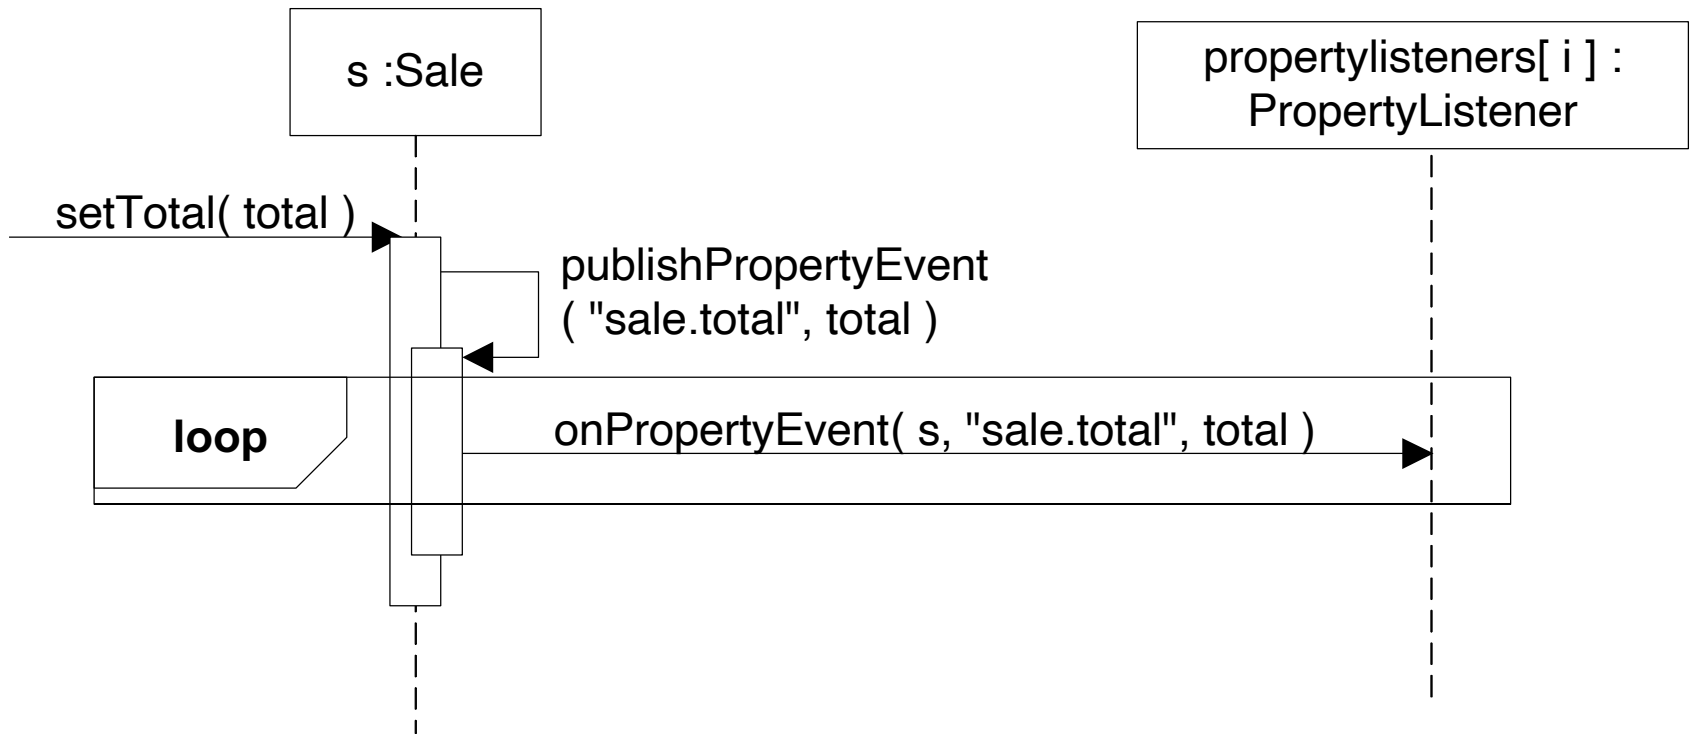 s :Sale
propertylisteners[ i ] :
PropertyListener
setTotal( total )
publishPropertyEvent
( "sale.total", total )
loop
onPropertyEvent( s, "sale.total", total )